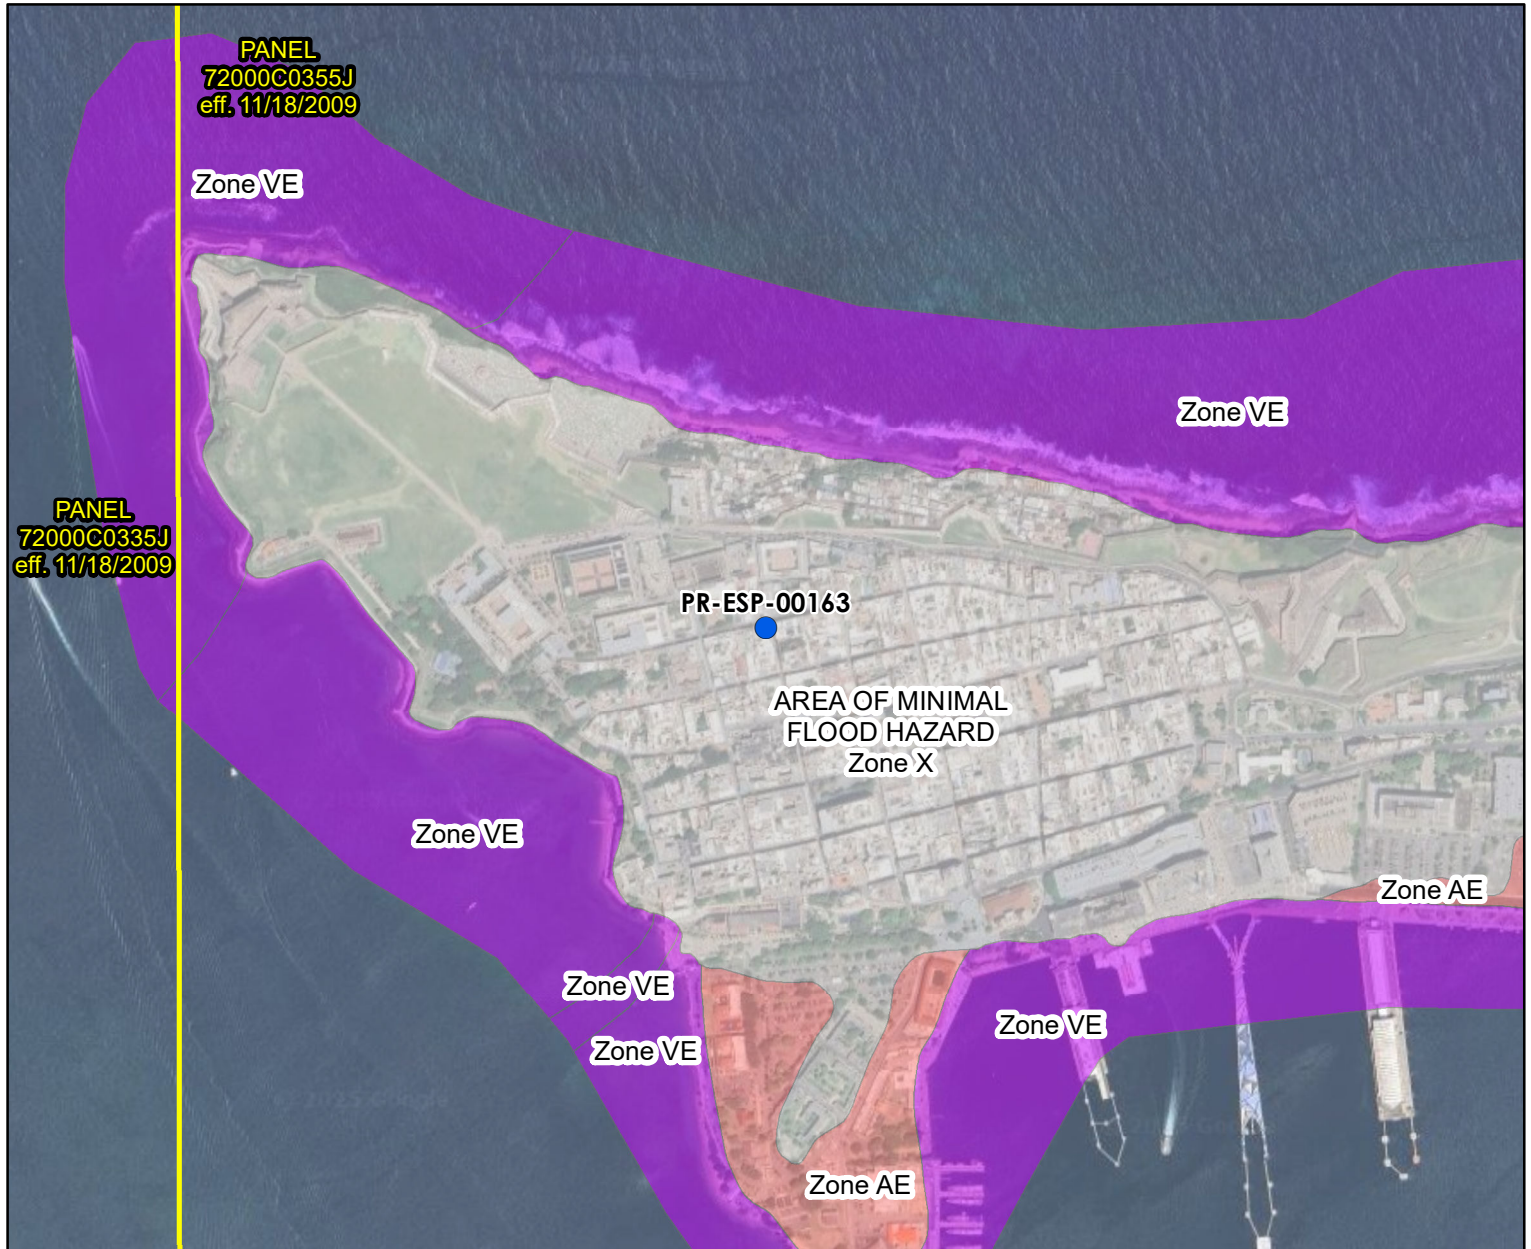 PANEL
72000C0355J
eff. 11/18/2009
Zone VE
Zone VE
PANEL
72000C0335J
eff. 11/18/2009
PR-ESP-00163
AREA OF MINIMAL
FLOOD HAZARD
Zone X
Zone VE
Zone AE
Zone VE
Zone VE
Zone VE
Zone AE